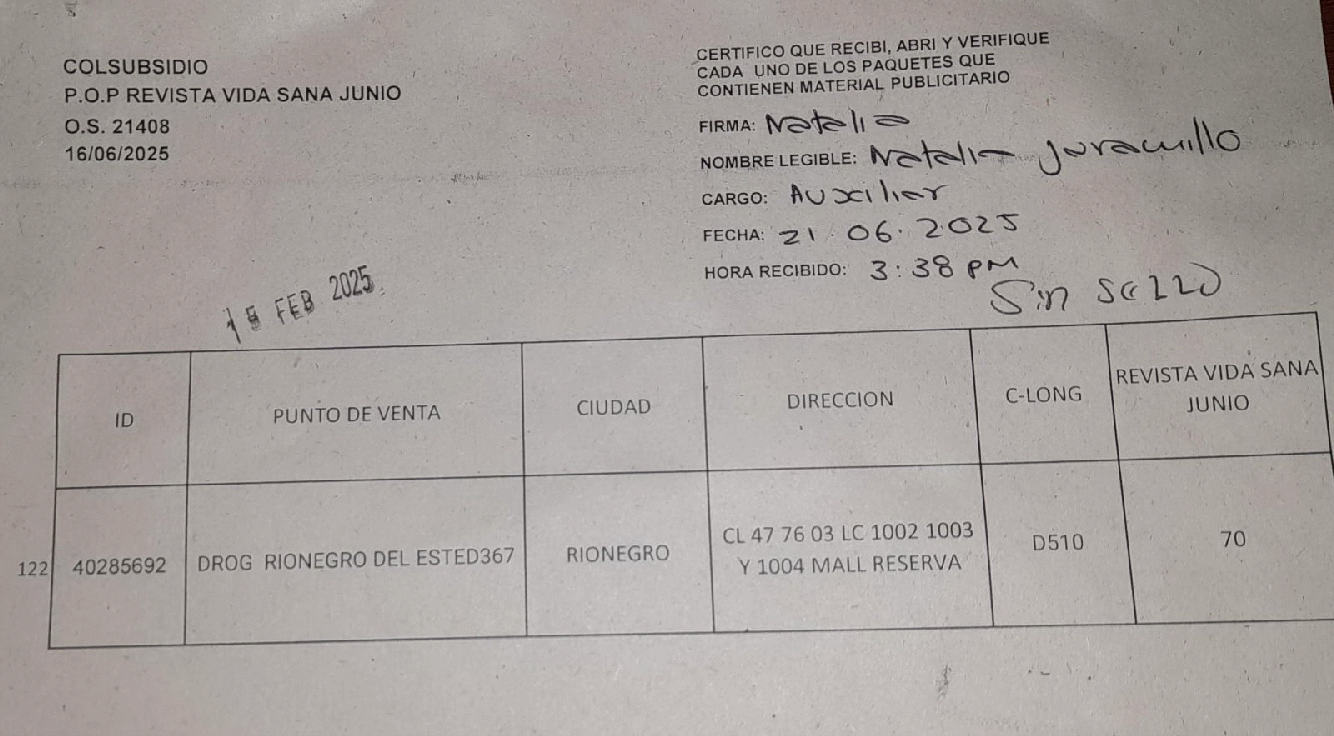 COLSUBSIDIO
P.O.P REVISTA VIDA SANA JUNIO
O.S. 21408
16/06/2025
CERTIFICO QUE RECIBI, ABRI Y VERIFIQUE
CADA UNO DE LOS PAQUETES QUE
CONTIENEN MATERIAL PUBLICITARIO
FIRMA: Natalia
NOMBRE LEGIBLE: Natalia Jaramillo
CARGO: Auxiliar
FECHA: 21 06. 2025
HORA RECIBIDO: 3:38 PM
Sin sello
FEB 2025
ID
PUNTO DE VENTA
CIUDAD
DIRECCION
C-LONG
REVISTA VIDA SANA
JUNIO
122
40285692
DROG RIONEGRO DEL ESTED367
RIONEGRO
CL 47 76 03 LC 1002 1003
Y 1004 MALL RESERVA
D510
70